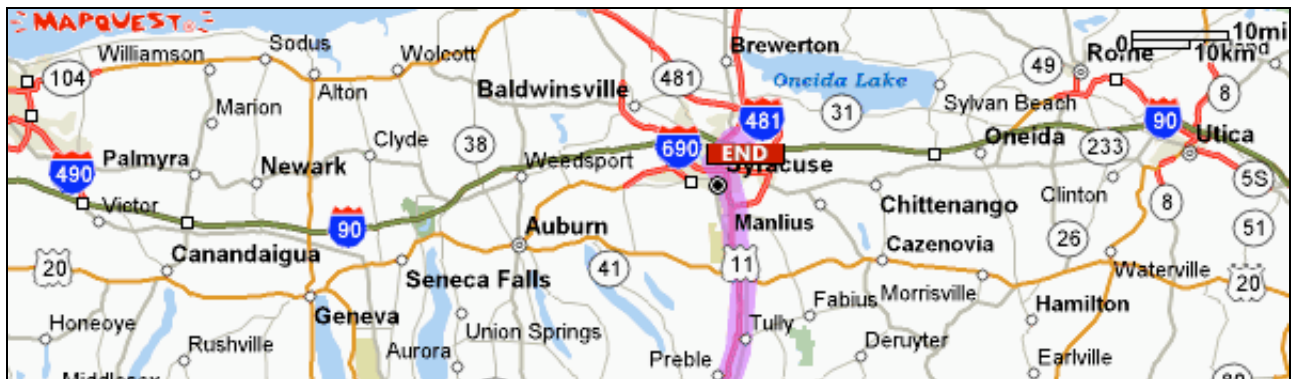 MAPQUEST
10mi
0
10km
Williamson
Sodus
Wolcott
Brewerton
Rome
104
Alton
481
49
Baldwinsville
Oneida Lake
Sylvan Beach
8
Marion
31
481
90
Clyde
38
690
END
Oneida
233
Utica
Palmyra
Newark
Weedsport
Syracuse
490
Clinton
5S
Victor
Chittenango
8
90
Auburn
Manlius
26
51
Canandaigua
Cazenovia
20
41
11
Waterville
20
Seneca Falls
Fabius
Morrisville
Hamilton
Geneva
Honeoye
Union Springs
Tully
Rushville
Aurora
Deruyter
Preble
Earlville